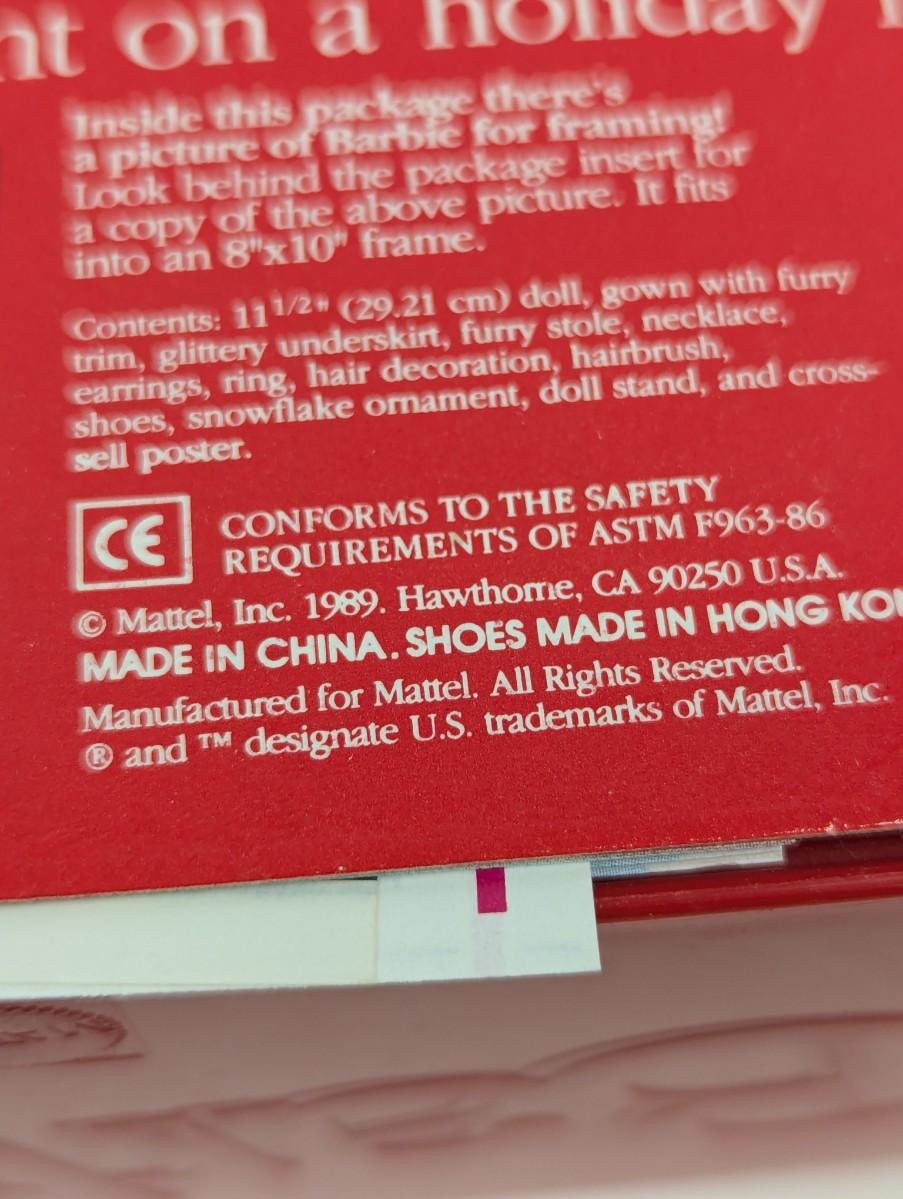 nt on a holiday
Inside this package there's
a picture of Barbie for framing!
Look behind the package insert for
a copy of the above picture. It fits
into an 8"x10" frame.
Contents: 11 1/2" (29.21 cm) doll, gown with furry
trim, glittery underskirt, furry stole, necklace,
earrings, ring, hair decoration, hairbrush,
shoes, snowflake ornament, doll stand, and cross-
sell poster.
CE
CONFORMS TO THE SAFETY
REQUIREMENTS OF ASTM F963-86
© Mattel, Inc. 1989. Hawthorne, CA 90250 U.S.A.
MADE IN CHINA. SHOES MADE IN HONG KO
Manufactured for Mattel. All Rights Reserved.
® and ™ designate U.S. trademarks of Mattel, Inc.